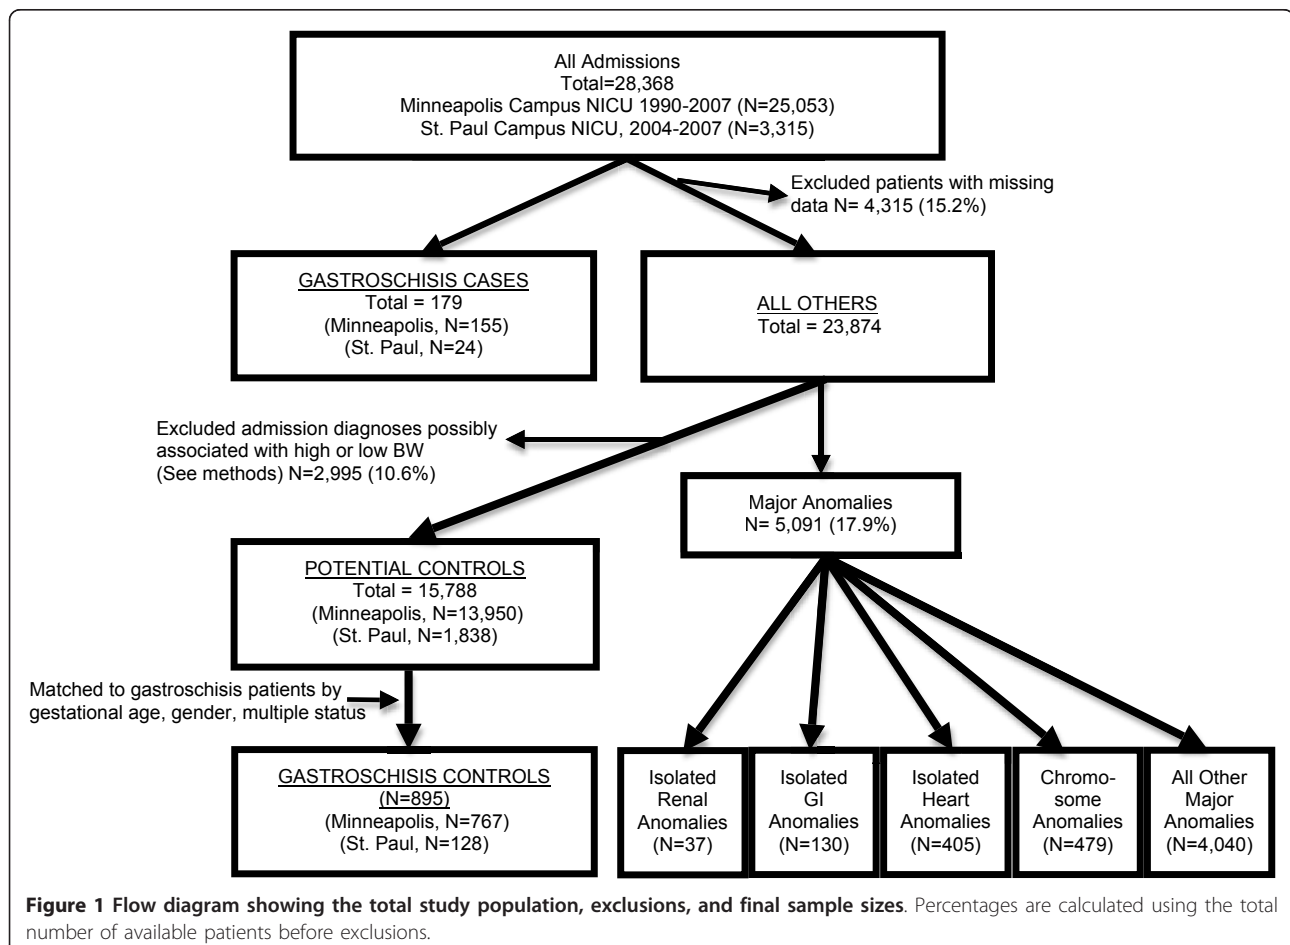 All Admissions
Total=28,368
Minneapolis Campus NICU 1990-2007 (N=25,053)
St. Paul Campus NICU, 2004-2007 (N=3,315)
Excluded patients with missing
data N= 4,315 (15.2%)
GASTROSCHISIS CASES
Total = 179
(Minneapolis, N=155)
(St. Paul, N=24)
ALL OTHERS
Total = 23,874
Excluded admission diagnoses possibly
associated with high or low BW
(See methods) N=2,995 (10.6%)
Major Anomalies
N= 5,091 (17.9%)
POTENTIAL CONTROLS
Total = 15,788
(Minneapolis, N=13,950)
(St. Paul, N=1,838)
Matched to gastroschisis patients by
gestational age, gender, multiple status
GASTROSCHISIS CONTROLS
(N=895)
(Minneapolis, N=767)
(St. Paul, N=128)
Isolated
Renal
Anomalies
(N=37)
Isolated
GI
Anomalies
(N=130)
Isolated
Heart
Anomalies
(N=405)
Chromo-
some
Anomalies
(N=479)
All Other
Major
Anomalies
(N=4,040)
Figure 1 Flow diagram showing the total study population, exclusions, and final sample sizes. Percentages are calculated using the total
number of available patients before exclusions.